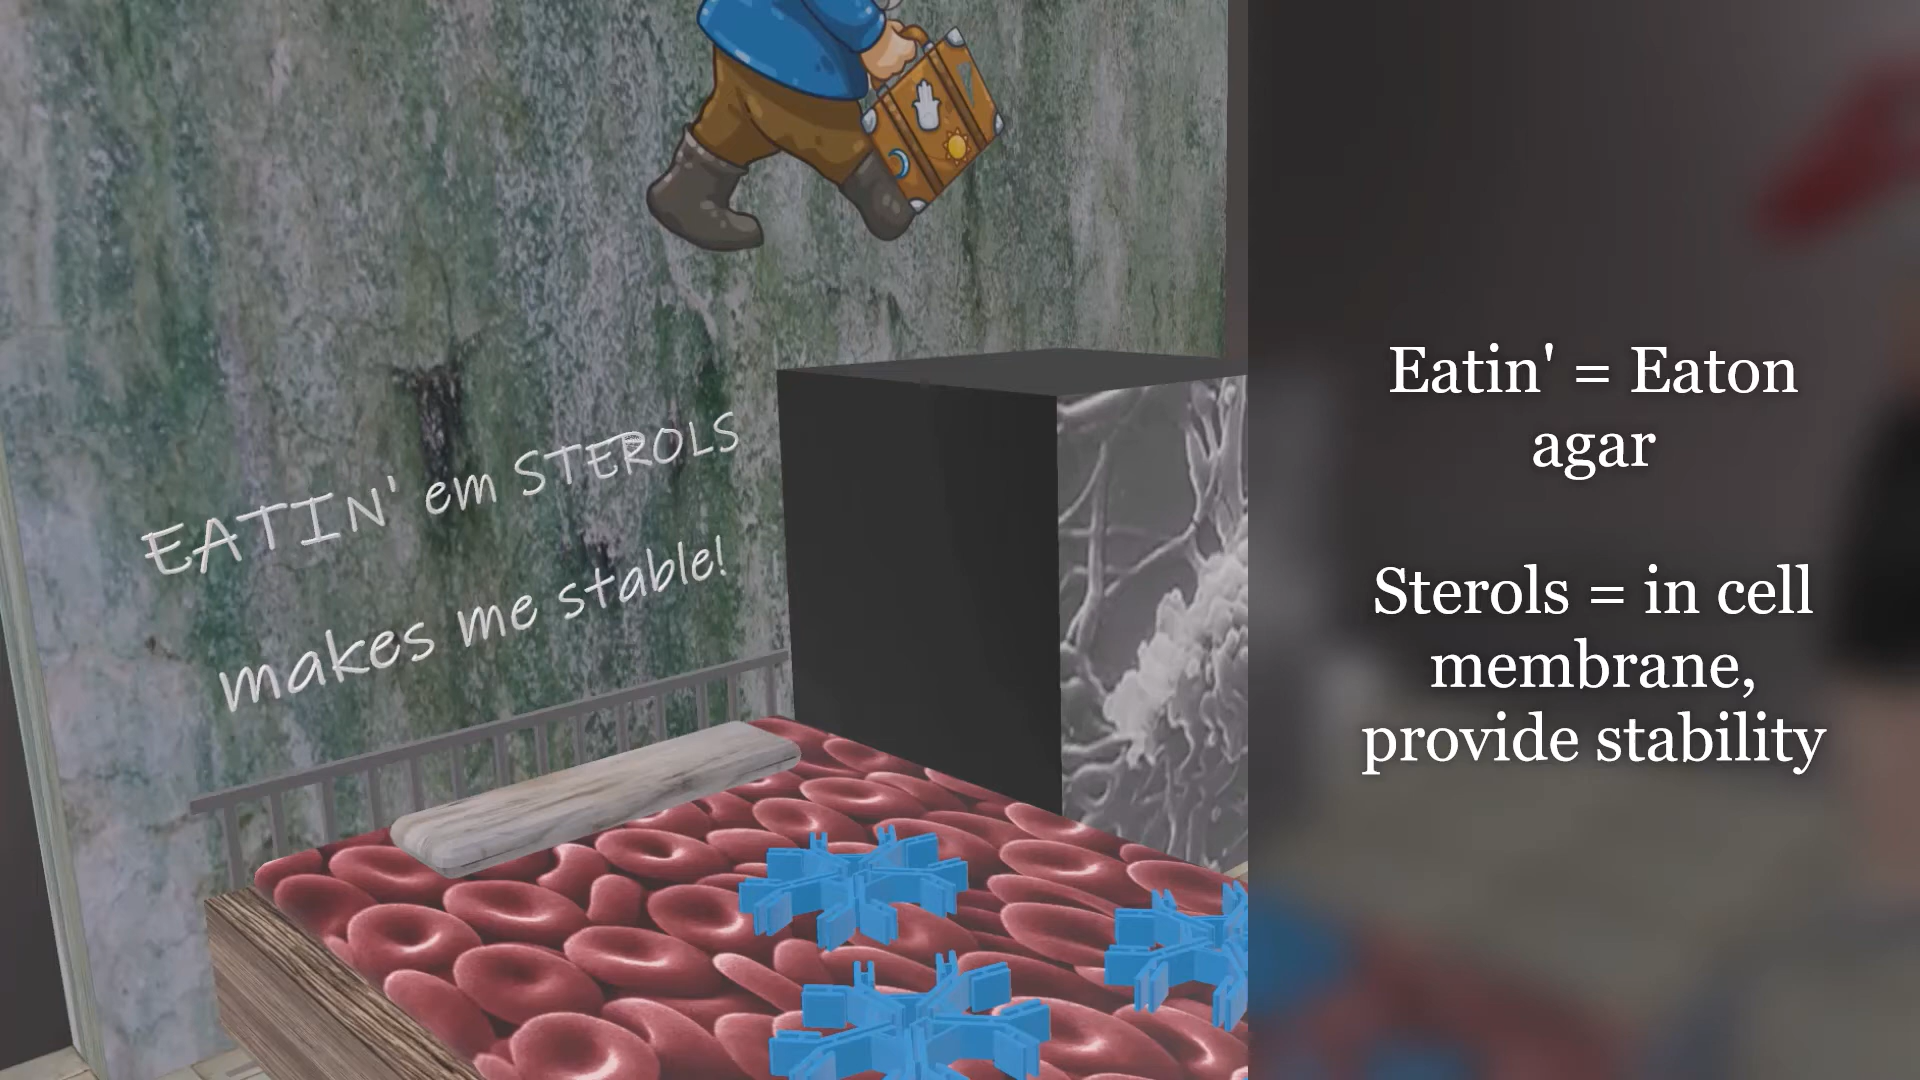 EATIN' em STEROLS
makes me stable!
Eatin' = Eaton
agar
Sterols = in cell
membrane,
provide stability